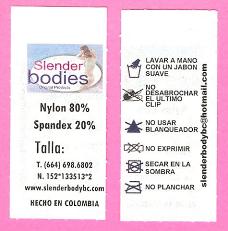 Slender
bodies
Original Products
Nylon 80%
Spandex 20%
Talla:
T. (664) 698.6802
N. 152*133513*2
www.slenderbodybc.com
HECHO EN COLOMBIA
LAVAR A MANO
CON UN JABON
SUAVE
NO
DESABROCHAR
EL ULTIMO
CLIP
NO USAR
BLANQUEADOR
NO EXPRIMIR
SECAR EN LA
SOMBRA
NO PLANCHAR
slenderbodybc@hotmail.com